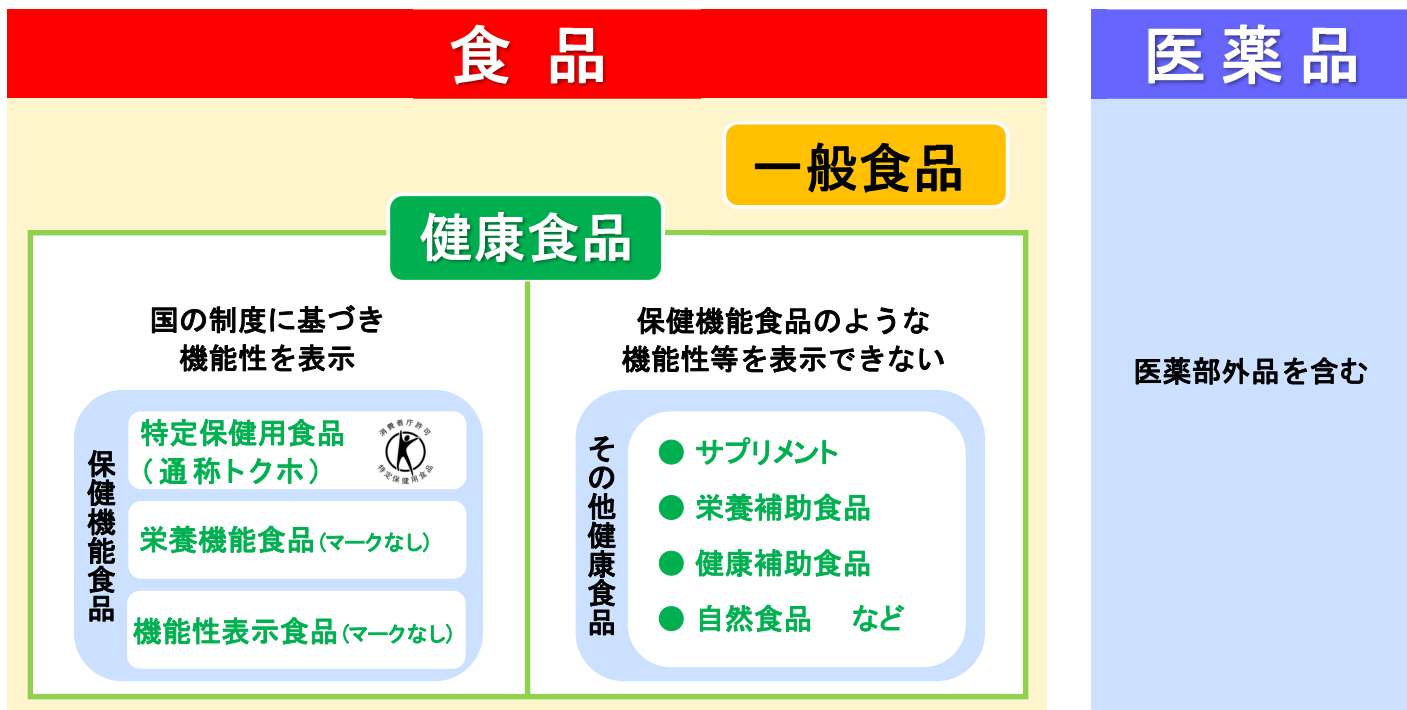 食 品
医 薬 品
一般食品
健康食品
国の制度に基づき
機能性を表示
保健機能食品
特定保健用食品
（通称トクホ）
消費者庁許可
特定保健用食品
栄養機能食品(マークなし)
機能性表示食品(マークなし)
保健機能食品のような
機能性等を表示できない
その他健康食品
● サプリメント
● 栄養補助食品
● 健康補助食品
● 自然食品 など
医薬部外品を含む